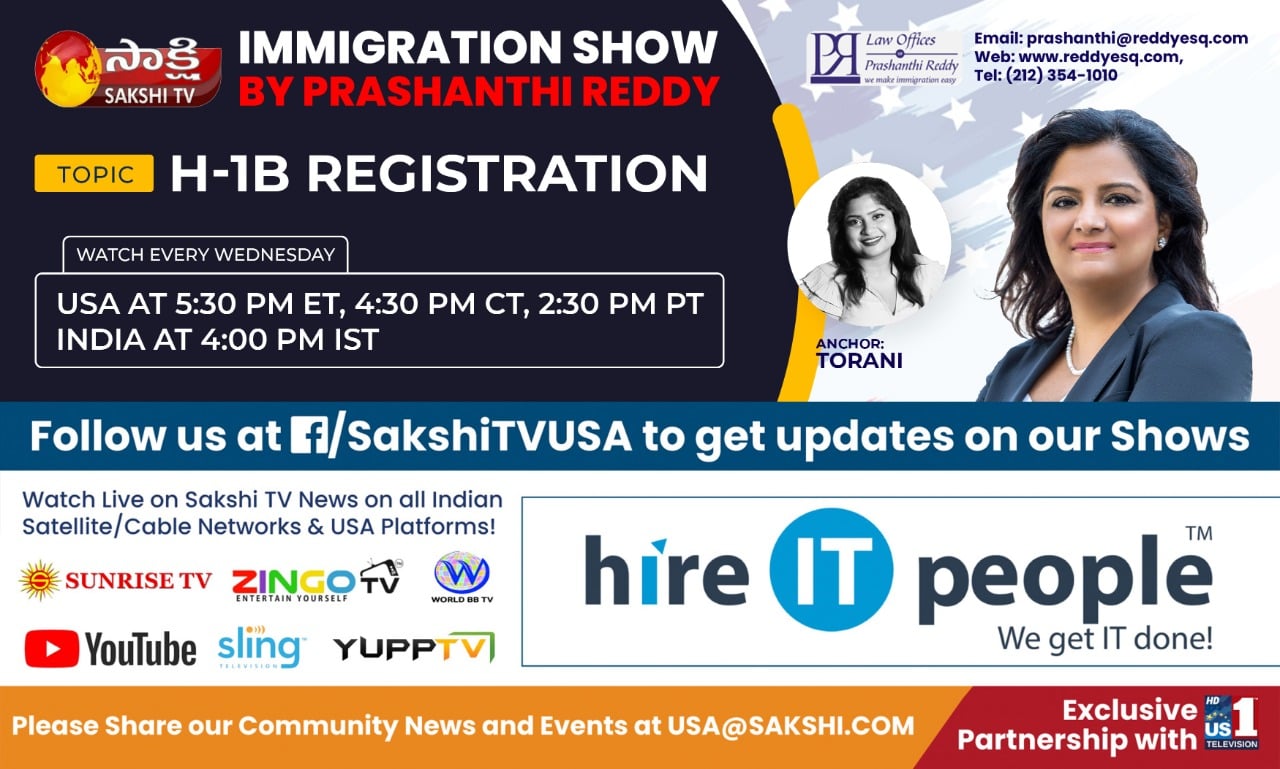 సాక్షి
SAKSHI TV
IMMIGRATION SHOW
BY PRASHANTHI REDDY
TOPIC
H-1B REGISTRATION
WATCH EVERY WEDNESDAY
USA AT 5:30 PM ET, 4:30 PM CT, 2:30 PM PT
INDIA AT 4:00 PM IST
PR
Law Offices
of
Prashanthi Reddy
we make immigration easy
Email: prashanthi@reddyesq.com
Web: www.reddyesq.com,
Tel: (212) 354-1010
ANCHOR:
TORANI
Follow us at f/SakshiTVUSA to get updates on our Shows
Watch Live on Sakshi TV News on all Indian
Satellite/Cable Networks & USA Platforms!
SUNRISE TV
ZINGO TV
ENTERTAIN YOURSELF
W
WORLD BB TV
YouTube
sling
TELEVISION
YUPPTV
hire IT people™
We get IT done!
Please Share our Community News and Events at USA@SAKSHI.COM
Exclusive
Partnership with
HD
US 1
TELEVISION